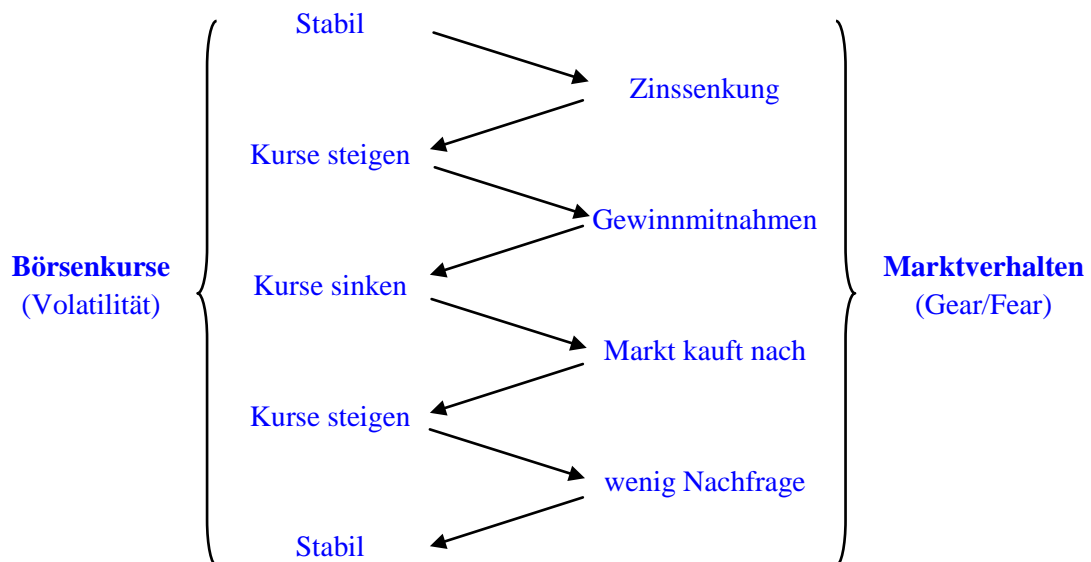 Stabil
Zinssenkung
Kurse steigen
Gewinnmitnahmen
Börsenkurse
(Volatilität)
Kurse sinken
Marktverhalten
(Gear/Fear)
Markt kauft nach
Kurse steigen
wenig Nachfrage
Stabil